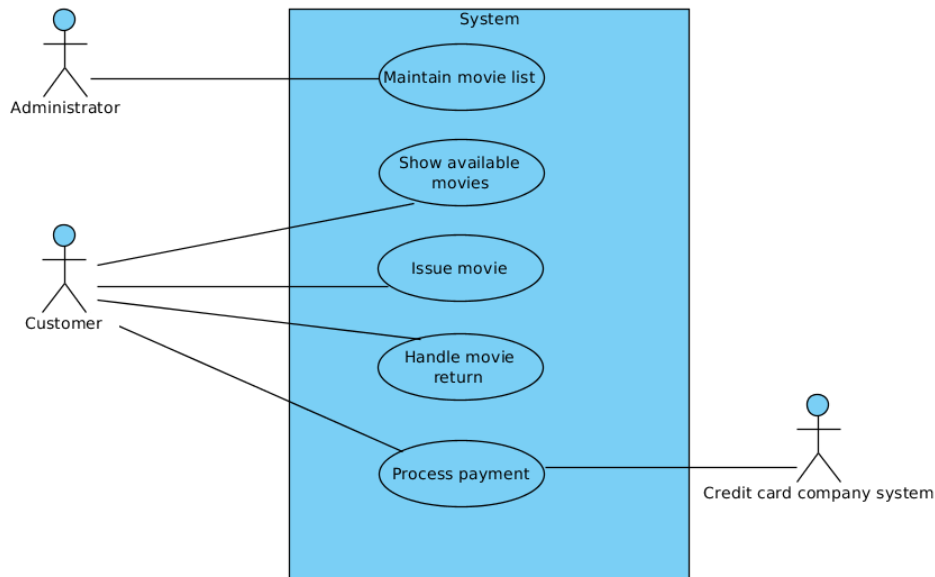 System
Maintain movie list
Administrator
Show available
movies
Issue movie
Customer
Handle movie
return
Process payment
Credit card company system